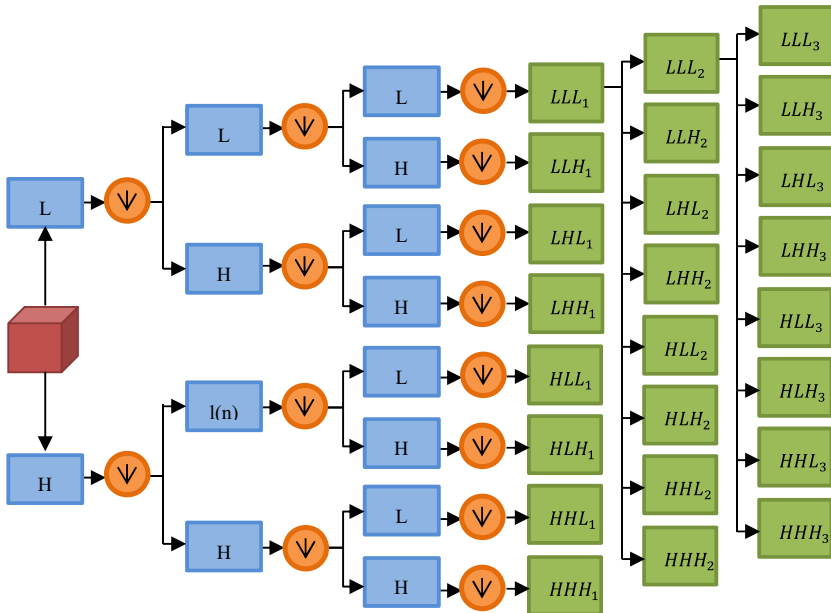 L
H
L
H
l(n)
H
L
H
L
H
L
H
L
H
LLL₁
LLH₁
LHL₁
LHH₁
HLL₁
HLH₁
HHL₁
HHH₁
LLL₂
LLH₂
LHL₂
LHH₂
HLL₂
HLH₂
HHL₂
HHH₂
LLL₃
LLH₃
LHL₃
LHH₃
HLL₃
HLH₃
HHL₃
HHH₃